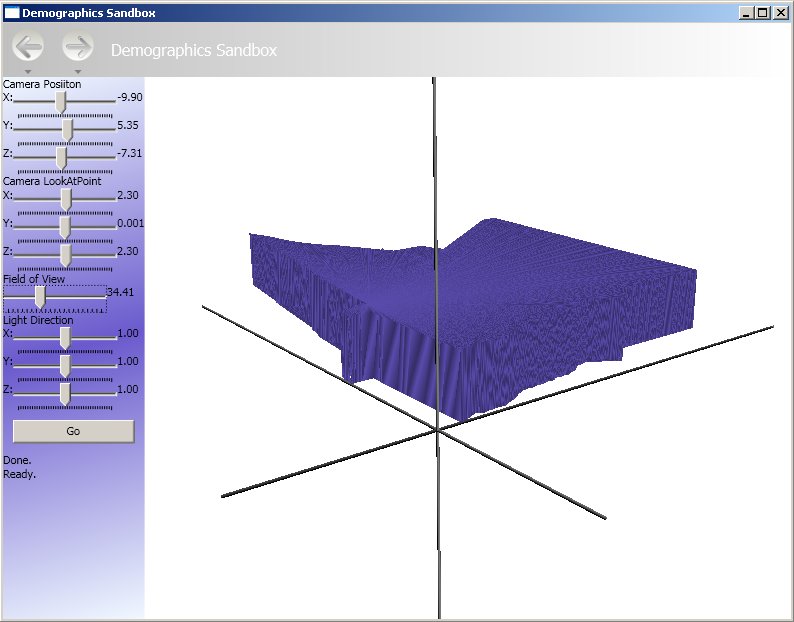 Demographics Sandbox
Demographics Sandbox
Camera Posiiton
X: -9.90
Y: 5.35
Z: -7.31
Camera LookAtPoint
X: 2.30
Y: 0.001
Z: 2.30
Field of View
34.41
Light Direction
X: 1.00
Y: 1.00
Z: 1.00
Go
Done.
Ready.